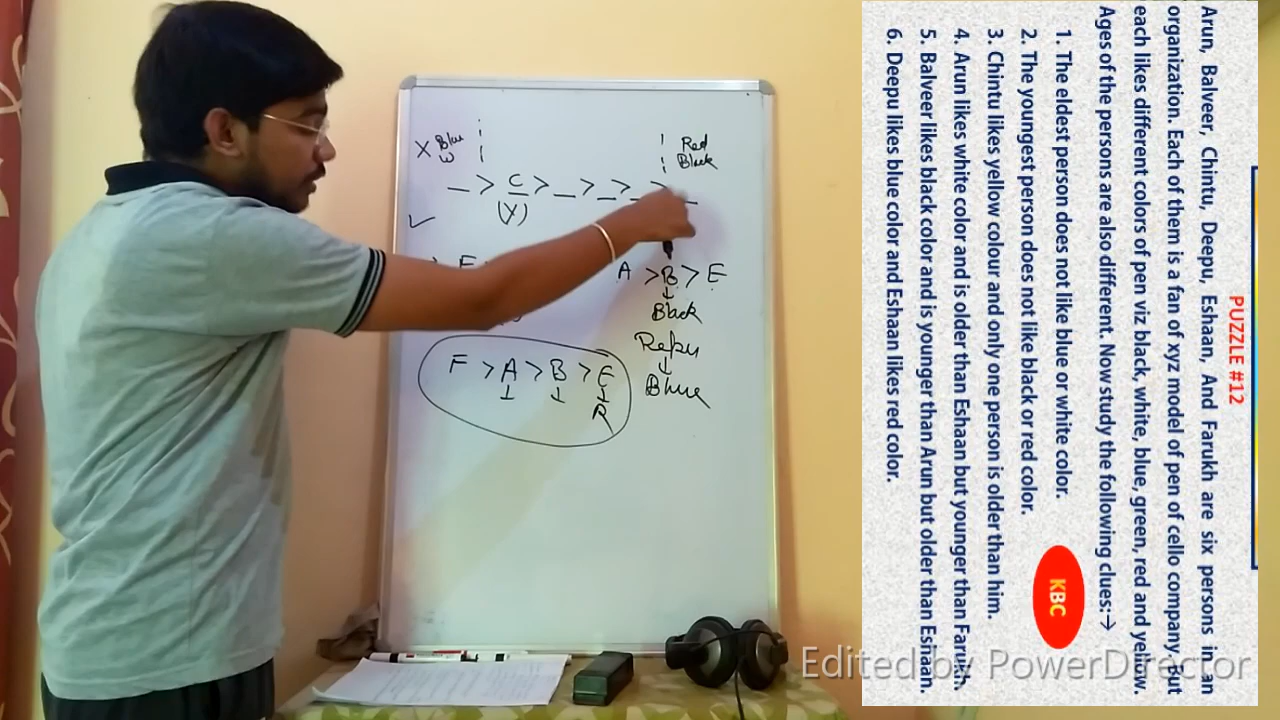 X Blue
W
Red
Black
_ > C > _ > _ > _ > _
(Y)
✓
A > B > E
↓
Black
F > A > B > E
R
↓
Blue
PUZZLE #12
Arun, Balveer, Chintu, Deepu, Eshaan, And Farukh are six persons in an
organization. Each of them is a fan of xyz model of pen of cello company. But
each likes different colors of pen viz black, white, blue, green, red and yellow.
Ages of the persons are also different. Now study the following clues:->
1. The eldest person does not like blue or white color.
2. The youngest person does not like black or red color.
3. Chintu likes yellow colour and only one person is older than him.
4. Arun likes white color and is older than Eshaan but younger than Farukh.
5. Balveer likes black color and is younger than Arun but older than Eshaan.
6. Deepu likes blue color and Eshaan likes red color.
KBC
Edited by PowerDirector